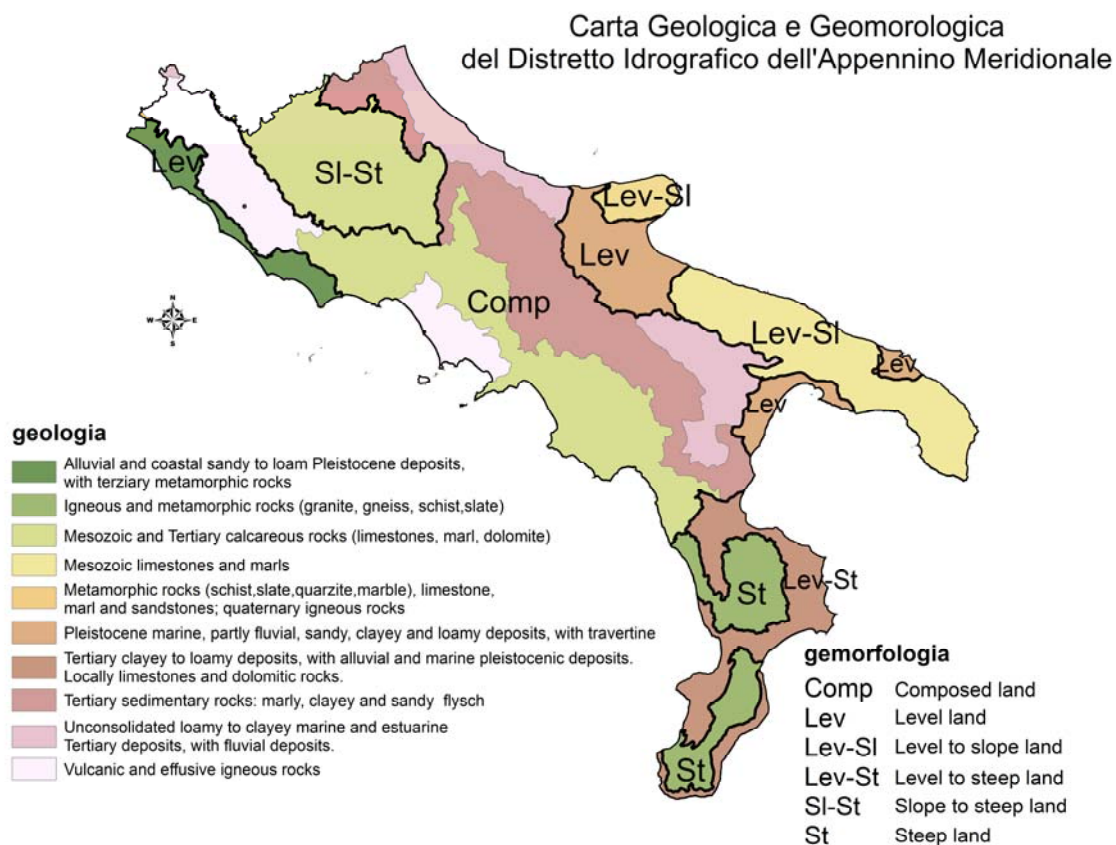 Carta Geologica e Geomorologica
del Distretto Idrografico dell'Appennino Meridionale
Lev
Sl-St
Lev-Sl
Lev
Comp
Lev-Sl
Lev
Lev
N
W E
S
geologia
Alluvial and coastal sandy to loam Pleistocene deposits,
with terziary metamorphic rocks
Igneous and metamorphic rocks (granite, gneiss, schist,slate)
Mesozoic and Tertiary calcareous rocks (limestones, marl, dolomite)
Mesozoic limestones and marls
Metamorphic rocks (schist,slate,quarzite,marble), limestone,
marl and sandstones; quaternary igneous rocks
Pleistocene marine, partly fluvial, sandy, clayey and loamy deposits, with travertine
Tertiary clayey to loamy deposits, with alluvial and marine pleistocenic deposits.
Locally limestones and dolomitic rocks.
Tertiary sedimentary rocks: marly, clayey and sandy flysch
Unconsolidated loamy to clayey marine and estuarine
Tertiary deposits, with fluvial deposits.
Vulcanic and effusive igneous rocks
St
Lev-St
St
gemorfologia
Comp Composed land
Lev Level land
Lev-Sl Level to slope land
Lev-St Level to steep land
Sl-St Slope to steep land
St Steep land